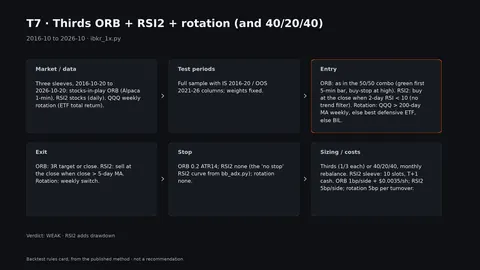 T7 · Thirds ORB + RSI2 + rotation (and 40/20/40)
2016-10 to 2026-10 · ibkr_1x.py
Market / data
Three sleeves, 2016-10-20 to
2026-10-20: stocks-in-play ORB (Alpaca
1-min), RSI2 stocks (daily), QQQ weekly
rotation (ETF total return).
Test periods
Full sample with IS 2016-20 / OOS
2021-26 columns; weights fixed.
Entry
ORB: as in the 50/50 combo (green first
5-min bar, buy-stop at high). RSI2: buy
at the close when 2-day RSI < 10 (no
trend filter). Rotation: QQQ > 200-day
MA weekly, else best defensive ETF,
else BIL.
Exit
ORB: 3R target or close. RSI2: sell at
the close when close > 5-day MA.
Rotation: weekly switch.
Stop
ORB 0.2 ATR14; RSI2 none (the 'no stop'
RSI2 curve from bb_adx.py); rotation
none.
Sizing / costs
Thirds (1/3 each) or 40/20/40, monthly
rebalance. RSI2 sleeve: 10 slots, T+1
cash. ORB 1bp/side + $0.0035/sh; RSI2
5bp/side; rotation 5bp per turnover.
Verdict: WEAK · RSI2 adds drawdown
Backtest rules card, from the published method · not a recommendation.